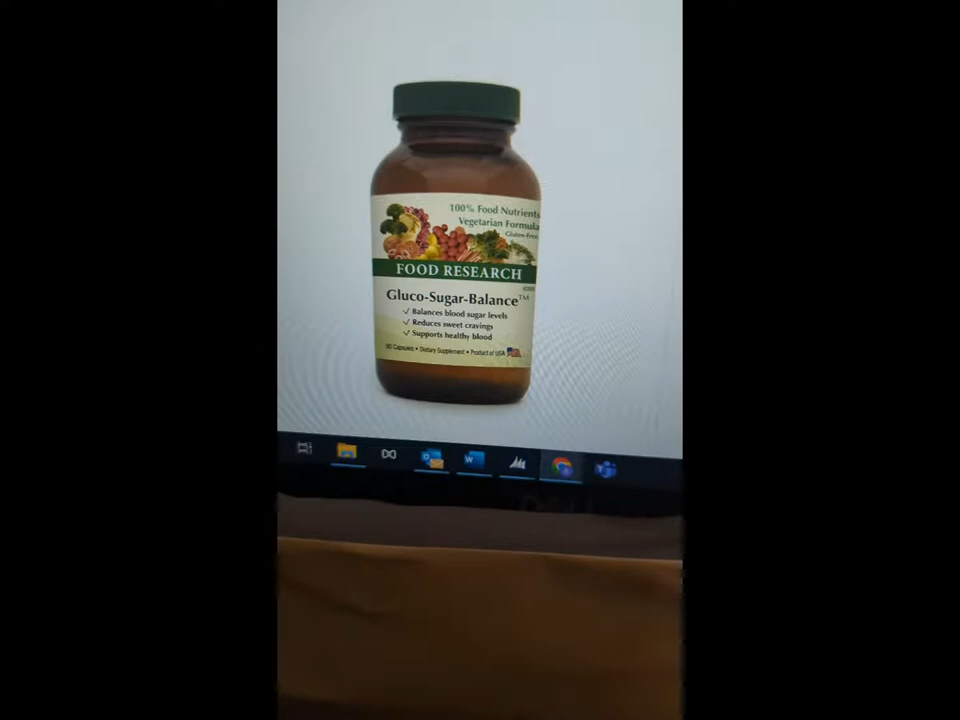 100% Food Nutrients
Vegetarian Formula
Gluten-Free
FOOD RESEARCH
Gluco-Sugar-Balance™
✓ Balances blood sugar levels
✓ Reduces sweet cravings
✓ Supports healthy blood
90 Capsules • Dietary Supplement • Product of USA